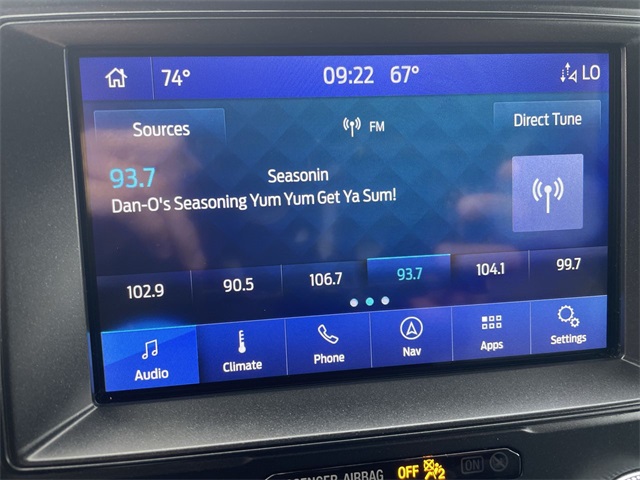 74° 09:22 67° LO
Sources FM Direct Tune
93.7 Seasonin
Dan-O's Seasoning Yum Yum Get Ya Sum!
102.9 90.5 106.7 93.7 104.1 99.7
Audio Climate Phone Nav Apps Settings
AIRBAG OFF ON